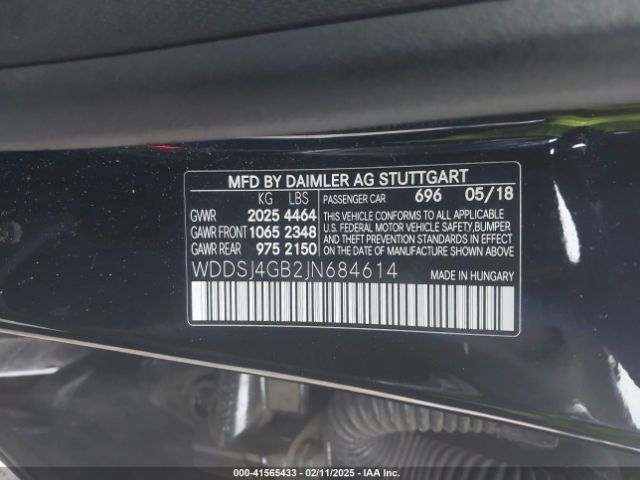 MFD BY DAIMLER AG STUTTGART
KG LBS PASSENGER CAR 696 05/18
GVWR 2025 4464 THIS VEHICLE CONFORMS TO ALL APPLICABLE
GAWR FRONT 1065 2348 U.S. FEDERAL MOTOR VEHICLE SAFETY,BUMPER
GAWR REAR 975 2150 AND THEFT PREVENTION STANDARDS IN EFFECT
ON THE DATE OF MANUFACTURE SHOWN ABOVE.
WDDSJ4GB2JN684614 MADE IN HUNGARY
000-41565433 - 02/11/2025 - IAA Inc.